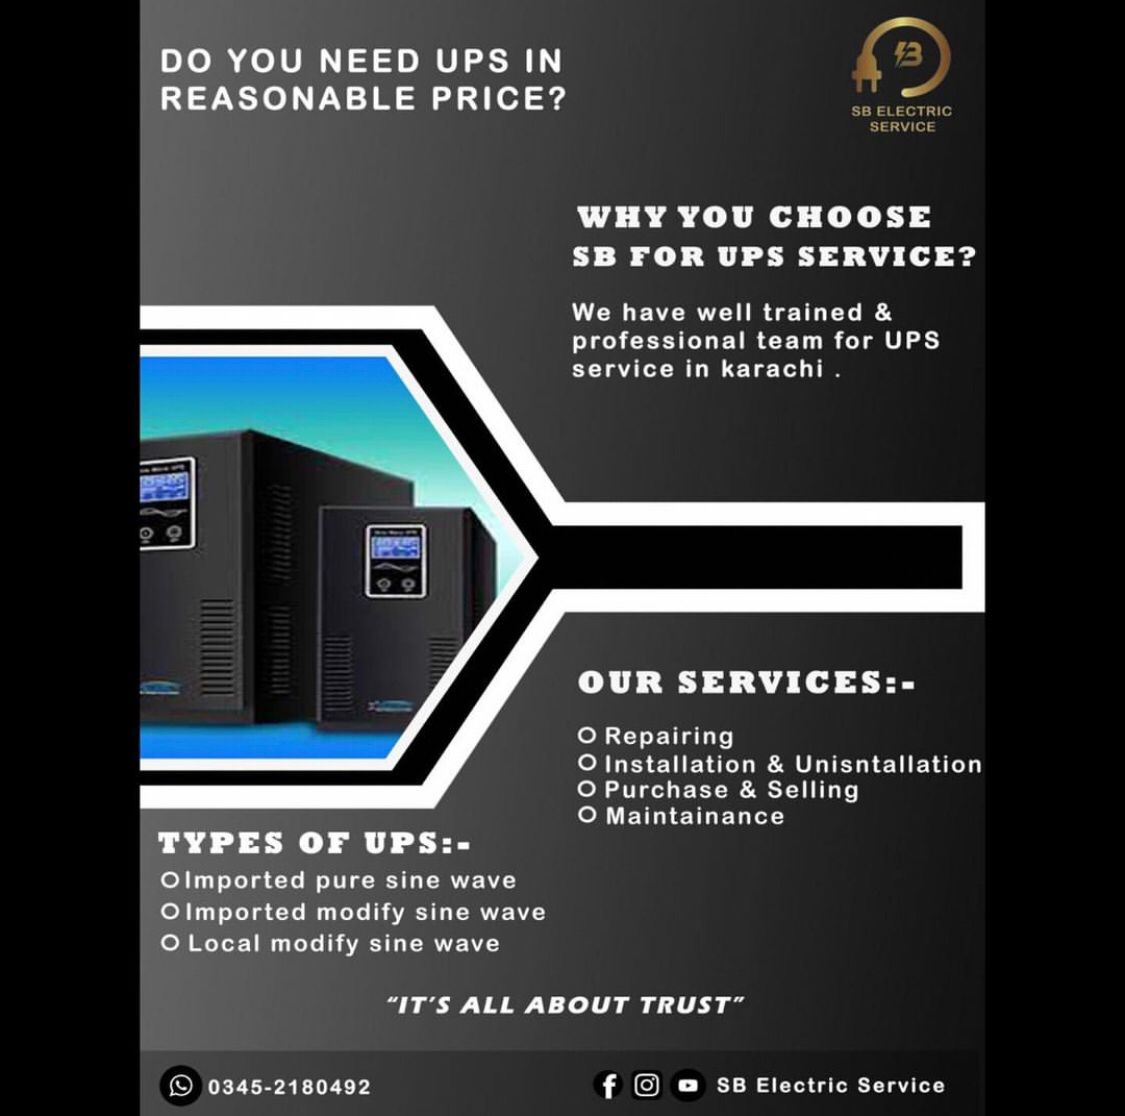 DO YOU NEED UPS IN
REASONABLE PRICE?
SB ELECTRIC
SERVICE
WHY YOU CHOOSE
SB FOR UPS SERVICE?
We have well trained &
professional team for UPS
service in karachi .
OUR SERVICES:-
Repairing
Installation & Unisntallation
Purchase & Selling
Maintainance
TYPES OF UPS:-
Imported pure sine wave
Imported modify sine wave
Local modify sine wave
“IT’S ALL ABOUT TRUST”
0345-2180492
SB Electric Service